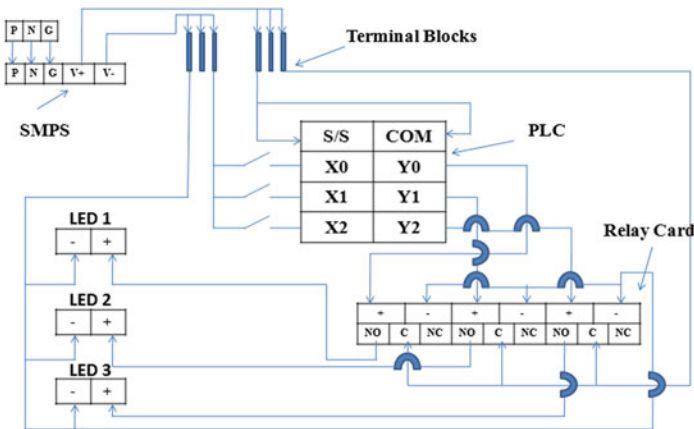 P N G
P N G V+ V-
SMPS
Terminal Blocks
PLC
S/S COM
X0 Y0
X1 Y1
X2 Y2
Relay Card
LED 1
- +
LED 2
- +
LED 3
- +
+ - + - + -
NO C NC NO C NC NO C NC